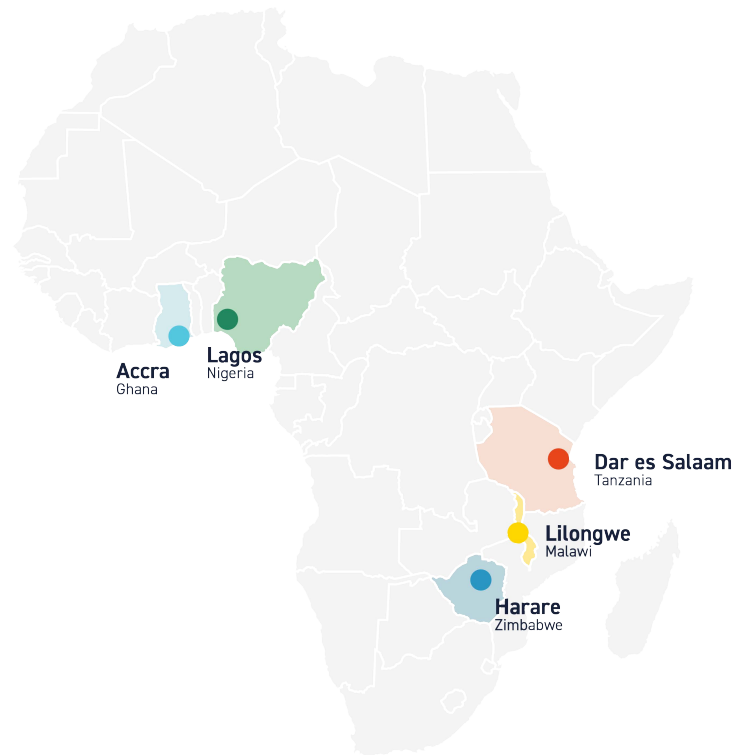 Lagos
Nigeria
Accra
Ghana
Dar es Salaam
Tanzania
Lilongwe
Malawi
Harare
Zimbabwe